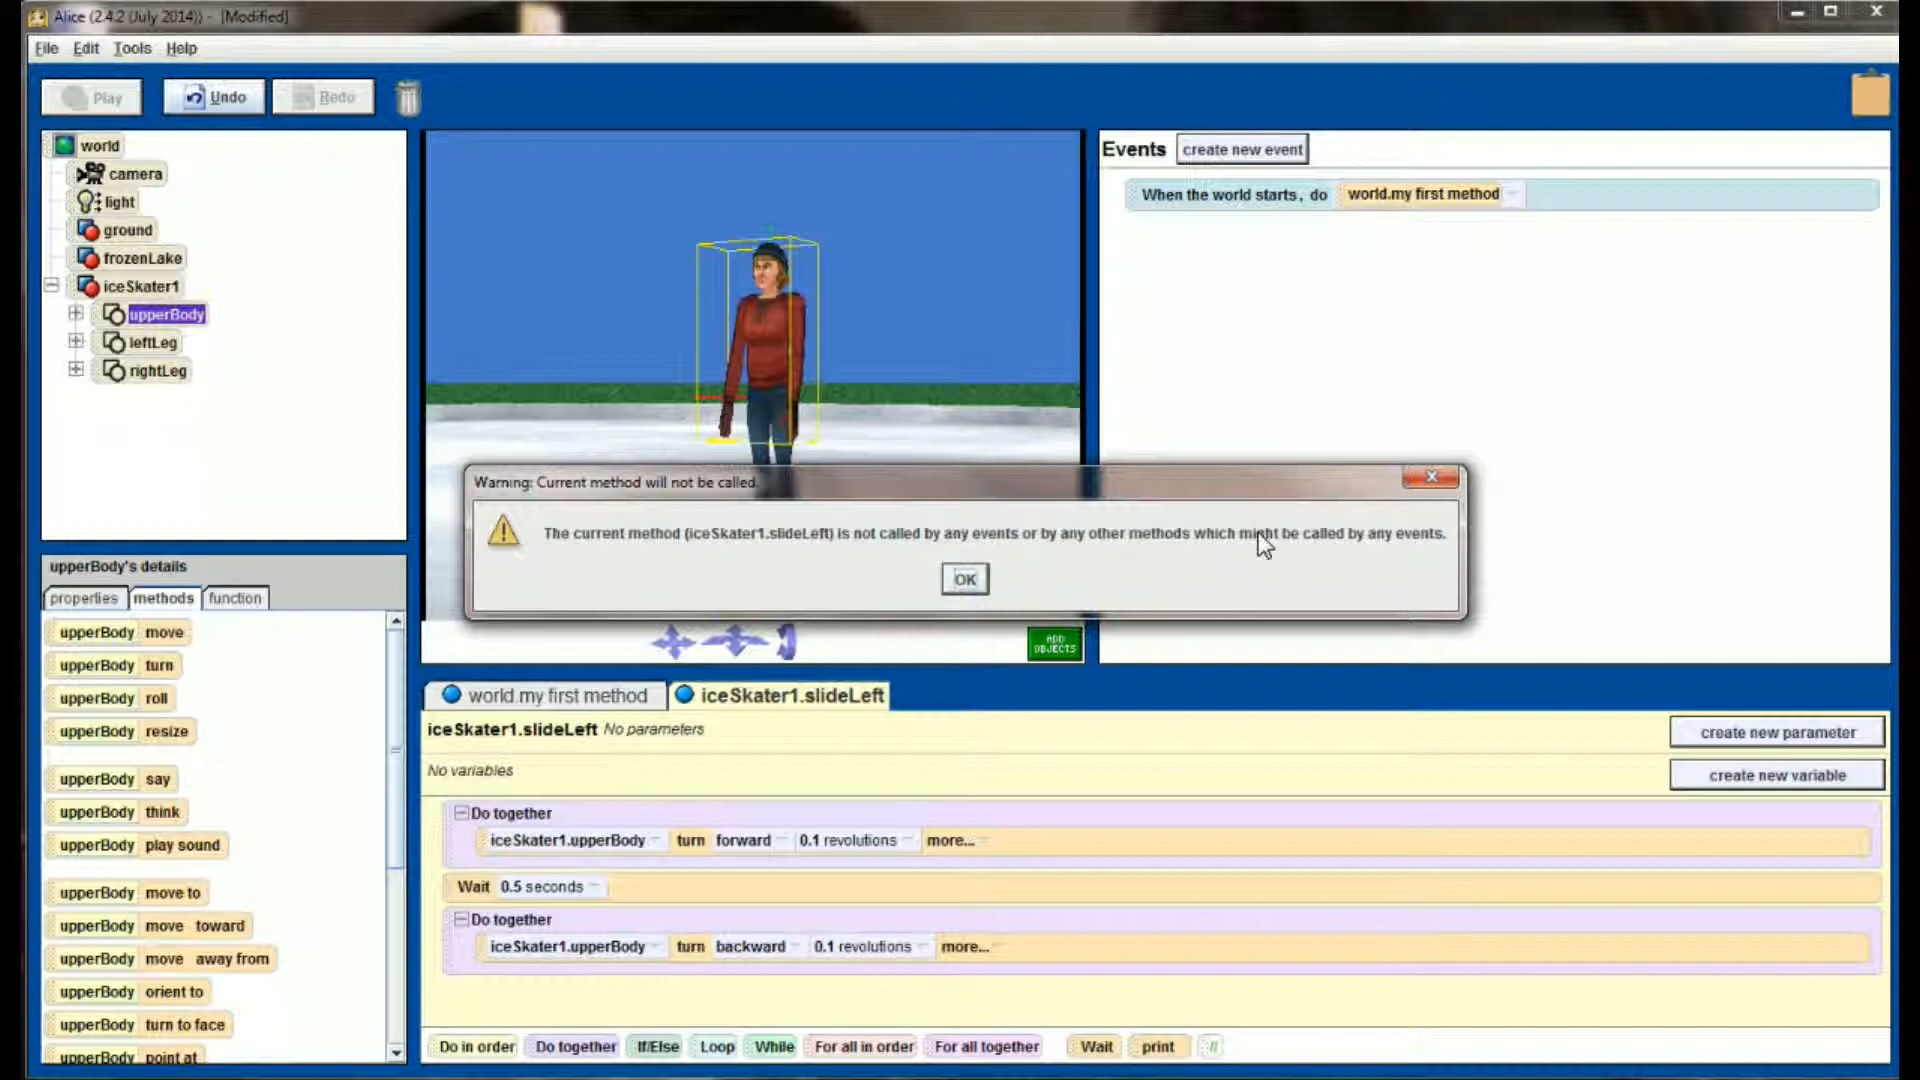 Alice (2.4.2 (July 2014)) - [Modified]
File Edit Tools Help
Play Undo Redo
world
camera
light
ground
frozenLake
iceSkater1
upperBody
leftLeg
rightLeg
Events create new event
When the world starts, do world.my first method
Warning: Current method will not be called.
The current method (iceSkater1.slideLeft) is not called by any events or by any other methods which might be called by any events.
OK
ADD
OBJECTS
upperBody's details
properties methods function
upperBody move
upperBody turn
upperBody roll
upperBody resize
upperBody say
upperBody think
upperBody play sound
upperBody move to
upperBody move toward
upperBody move away from
upperBody orient to
upperBody turn to face
upperBody point at
world.my first method iceSkater1.slideLeft
iceSkater1.slideLeft No parameters
create new parameter
No variables
create new variable
Do together
iceSkater1.upperBody turn forward 0.1 revolutions more...
Wait 0.5 seconds
Do together
iceSkater1.upperBody turn backward 0.1 revolutions more...
Do in order Do together If/Else Loop While For all in order For all together Wait print //